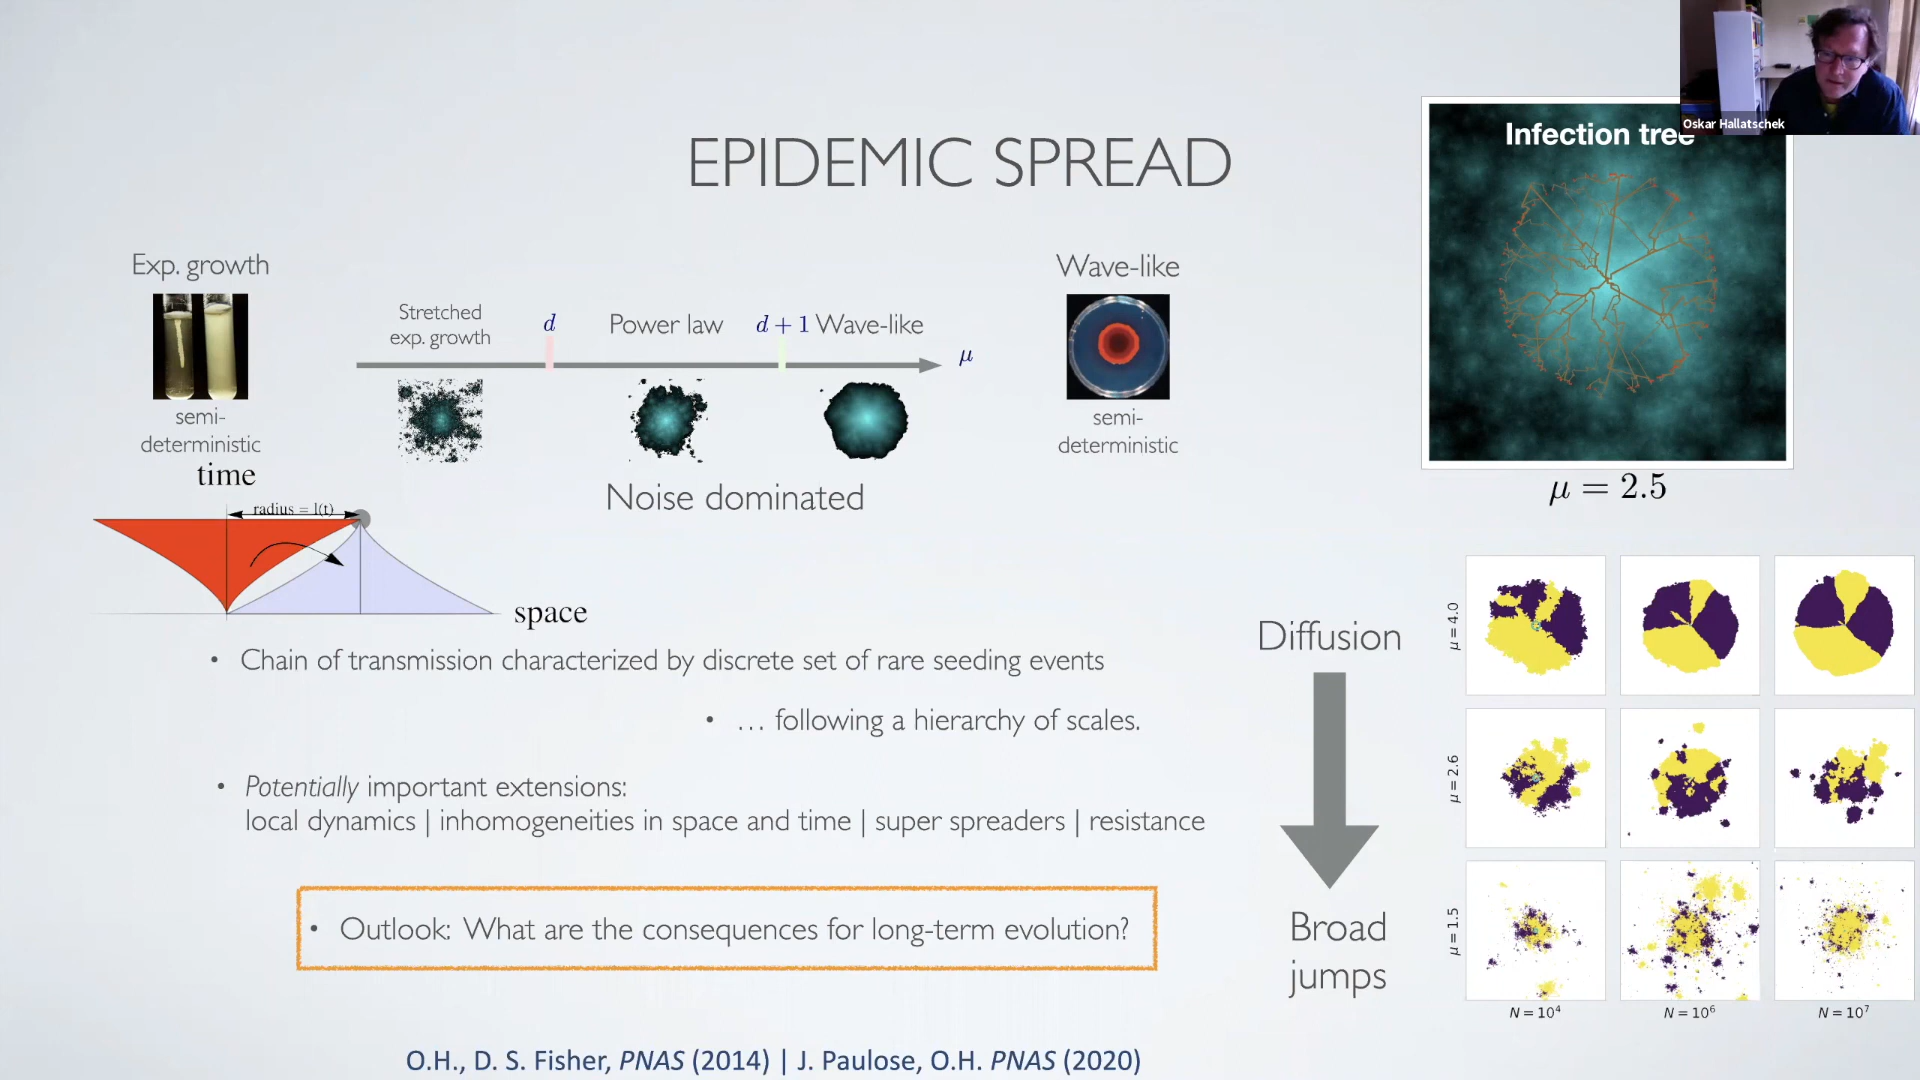 Oskar Hallatschek
Infection tree
EPIDEMIC SPREAD
Exp. growth
semi-
deterministic
Stretched
exp. growth
d
Power law
d + 1
Wave-like
μ
Wave-like
semi-
deterministic
Noise dominated
μ = 2.5
time
radius = l(t)
space
• Chain of transmission characterized by discrete set of rare seeding events
• … following a hierarchy of scales.
• Potentially important extensions:
local dynamics | inhomogeneities in space and time | super spreaders | resistance
• Outlook: What are the consequences for long-term evolution?
Diffusion
Broad
jumps
μ = 4.0
μ = 2.6
μ = 1.5
N = 10⁴
N = 10⁶
N = 10⁷
O.H., D. S. Fisher, PNAS (2014) | J. Paulose, O.H. PNAS (2020)